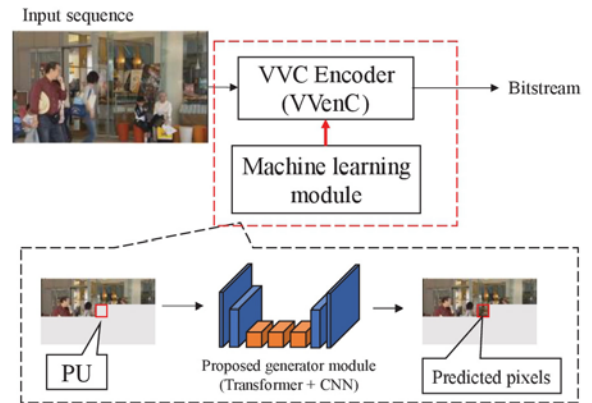 Input sequence
VVC Encoder
(VVenC)
Bitstream
Machine learning
module
PU
Proposed generator module
(Transformer + CNN)
Predicted pixels